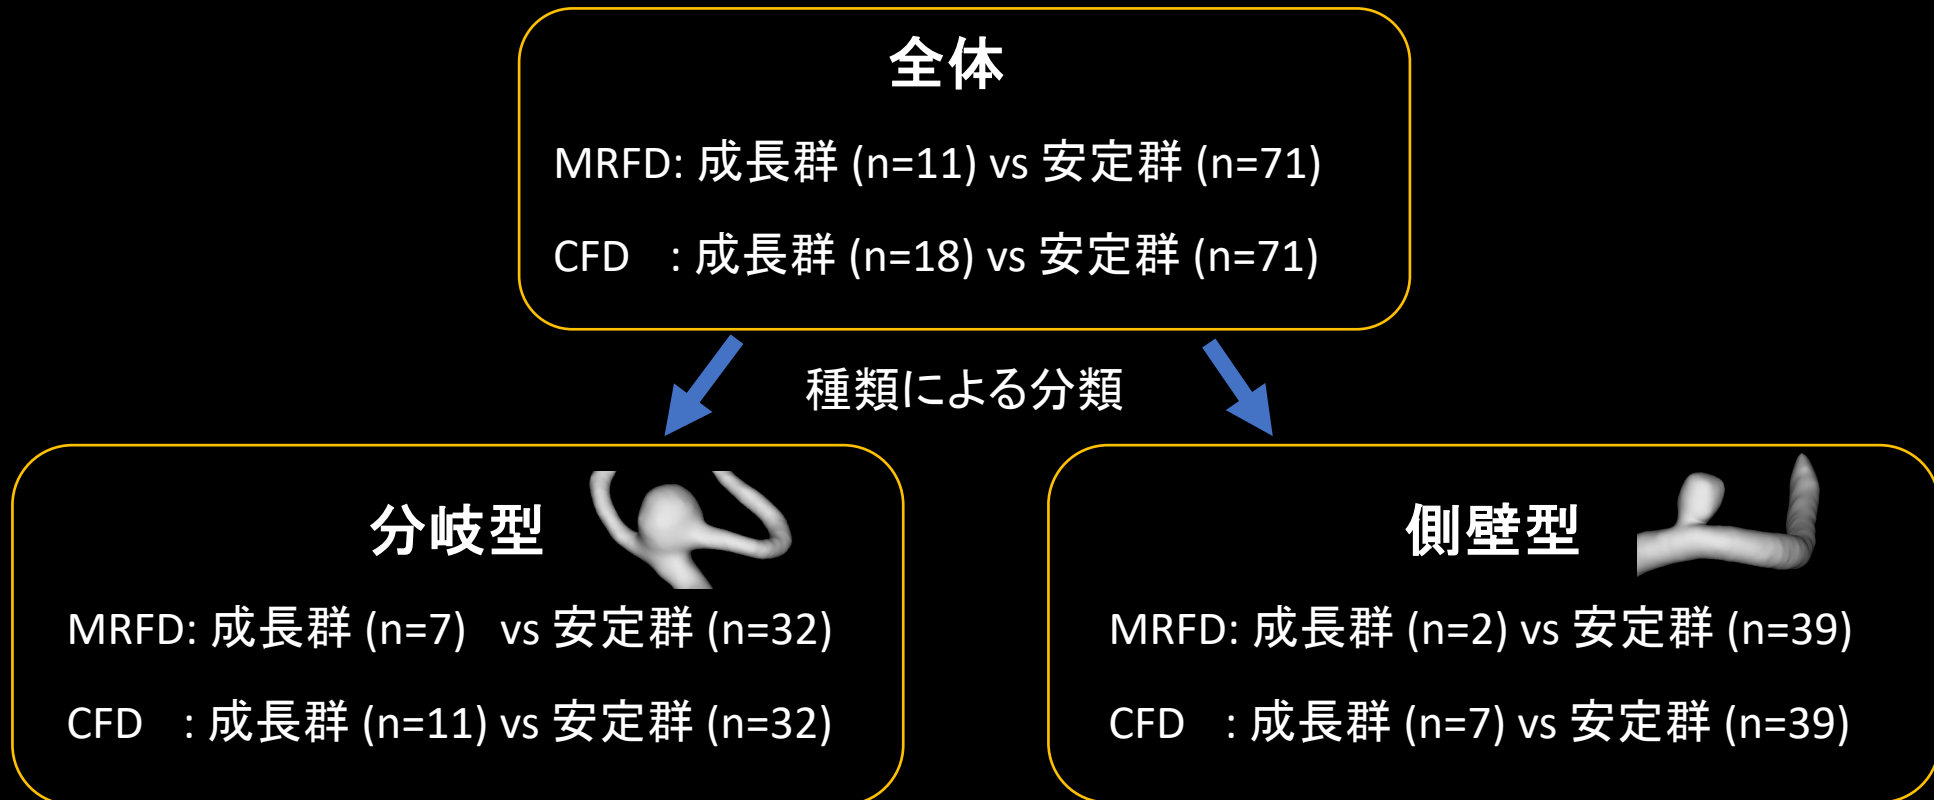 全体
MRFD: 成長群 (n=11) vs 安定群 (n=71)
CFD : 成長群 (n=18) vs 安定群 (n=71)
種類による分類
分岐型
MRFD: 成長群 (n=7) vs 安定群 (n=32)
CFD : 成長群 (n=11) vs 安定群 (n=32)
側壁型
MRFD: 成長群 (n=2) vs 安定群 (n=39)
CFD : 成長群 (n=7) vs 安定群 (n=39)